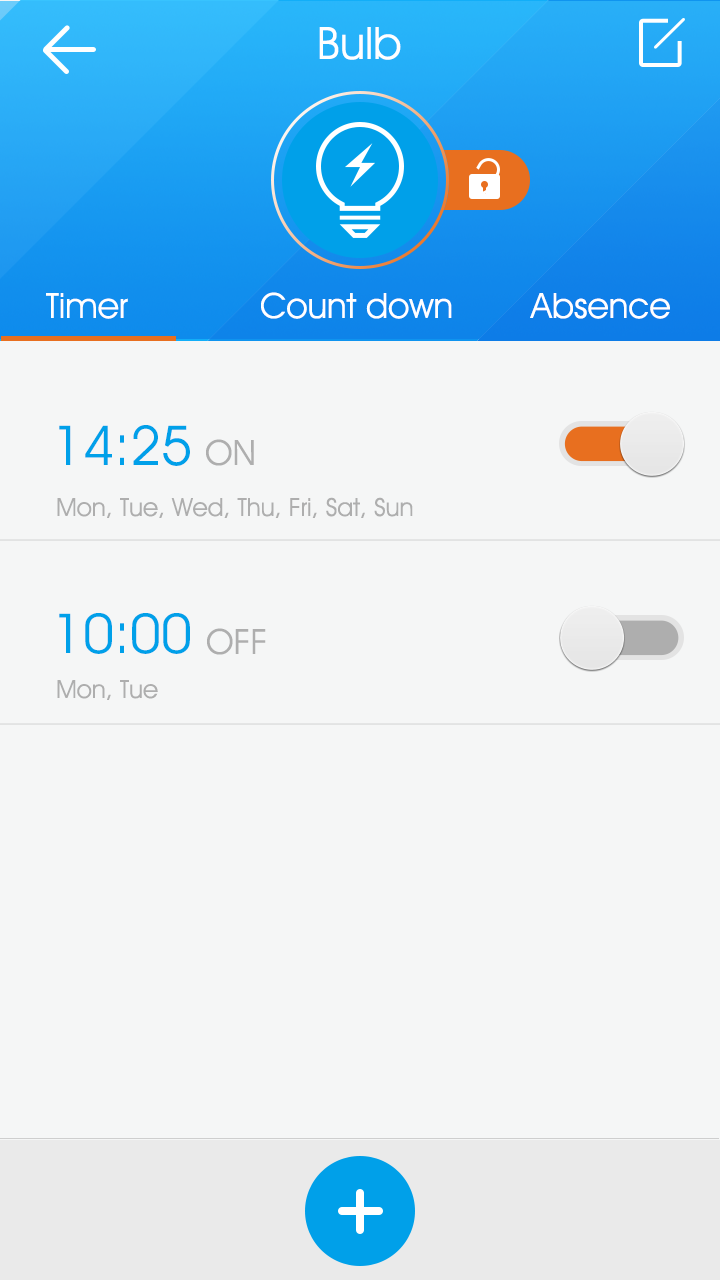 Bulb
Timer Count down Absence
14:25 ON
Mon, Tue, Wed, Thu, Fri, Sat, Sun
10:00 OFF
Mon, Tue